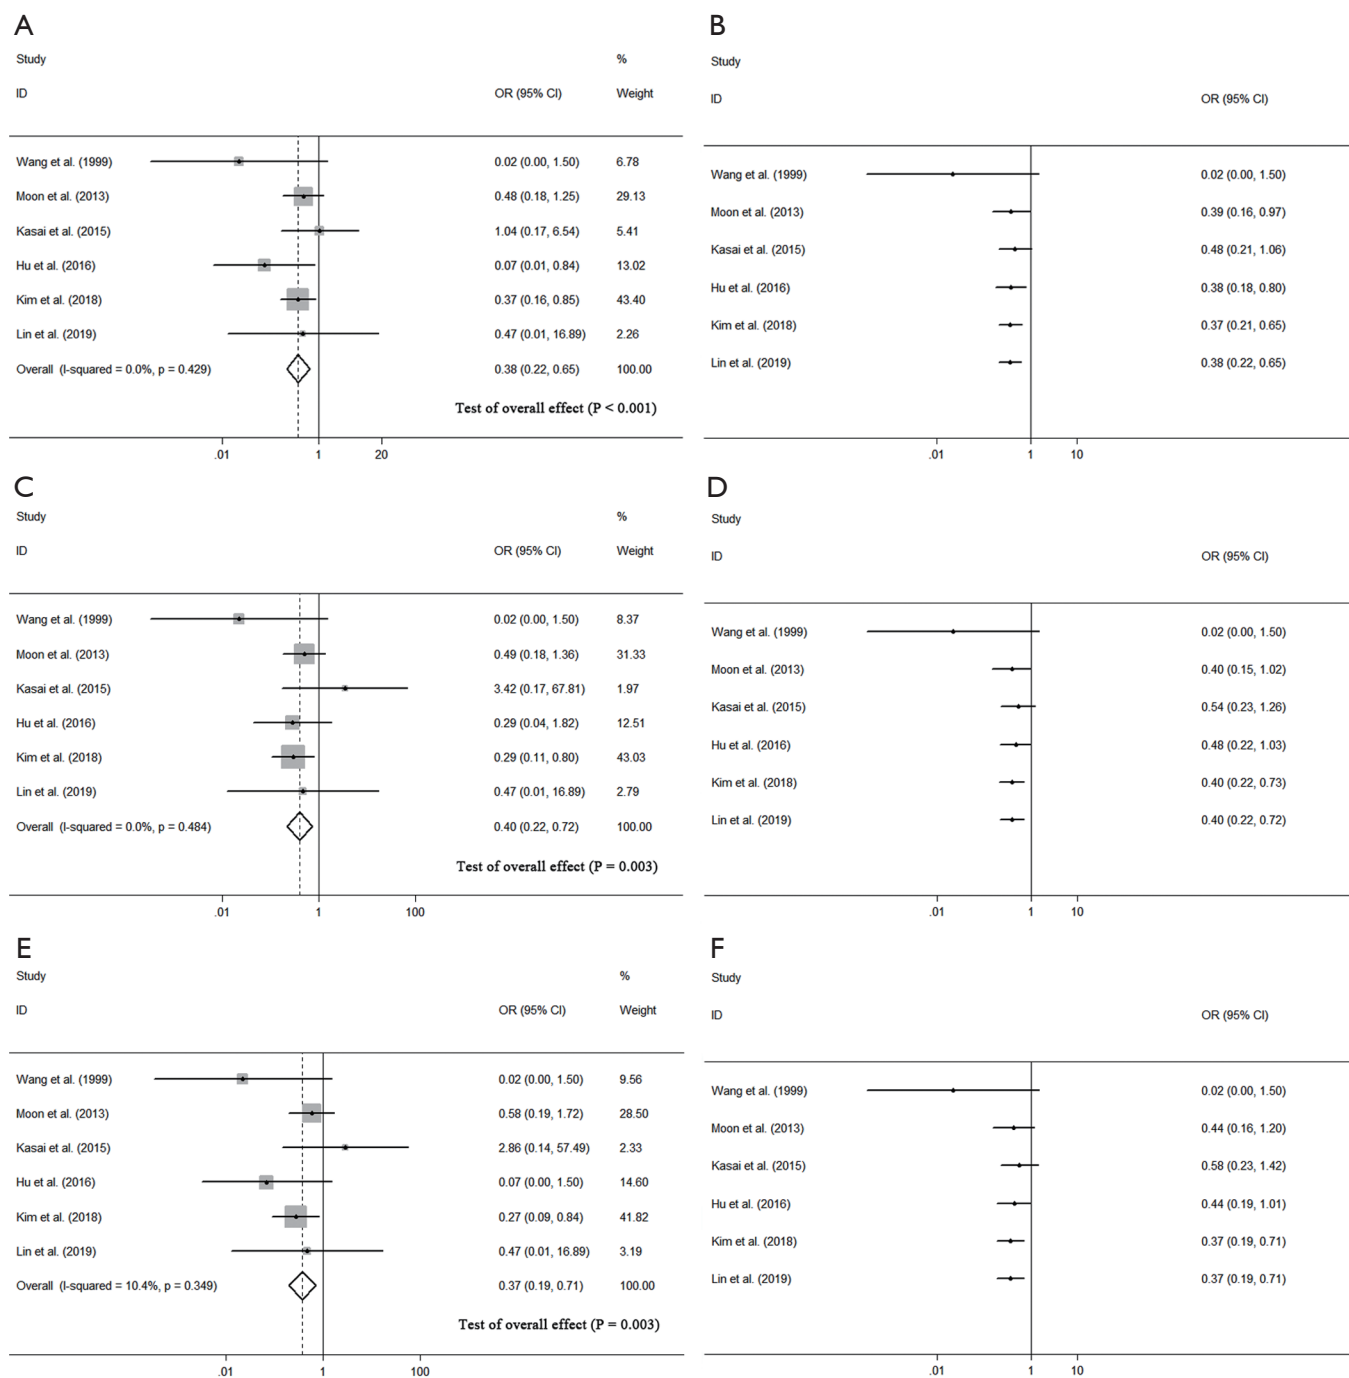 A
Study %
ID OR (95% CI) Weight
Wang et al. (1999) 0.02 (0.00, 1.50) 6.78
Moon et al. (2013) 0.48 (0.18, 1.25) 29.13
Kasai et al. (2015) 1.04 (0.17, 6.54) 5.41
Hu et al. (2016) 0.07 (0.01, 0.84) 13.02
Kim et al. (2018) 0.37 (0.16, 0.85) 43.40
Lin et al. (2019) 0.47 (0.01, 16.89) 2.26
Overall (I-squared = 0.0%, p = 0.429) 0.38 (0.22, 0.65) 100.00
Test of overall effect (P < 0.001)
.01 1 20
B
Study
ID OR (95% CI)
Wang et al. (1999) 0.02 (0.00, 1.50)
Moon et al. (2013) 0.39 (0.16, 0.97)
Kasai et al. (2015) 0.48 (0.21, 1.06)
Hu et al. (2016) 0.38 (0.18, 0.80)
Kim et al. (2018) 0.37 (0.21, 0.65)
Lin et al. (2019) 0.38 (0.22, 0.65)
.01 1 10
C
Study %
ID OR (95% CI) Weight
Wang et al. (1999) 0.02 (0.00, 1.50) 8.37
Moon et al. (2013) 0.49 (0.18, 1.36) 31.33
Kasai et al. (2015) 3.42 (0.17, 67.81) 1.97
Hu et al. (2016) 0.29 (0.04, 1.82) 12.51
Kim et al. (2018) 0.29 (0.11, 0.80) 43.03
Lin et al. (2019) 0.47 (0.01, 16.89) 2.79
Overall (I-squared = 0.0%, p = 0.484) 0.40 (0.22, 0.72) 100.00
Test of overall effect (P = 0.003)
.01 1 100
D
Study
ID OR (95% CI)
Wang et al. (1999) 0.02 (0.00, 1.50)
Moon et al. (2013) 0.40 (0.15, 1.02)
Kasai et al. (2015) 0.54 (0.23, 1.26)
Hu et al. (2016) 0.48 (0.22, 1.03)
Kim et al. (2018) 0.40 (0.22, 0.73)
Lin et al. (2019) 0.40 (0.22, 0.72)
.01 1 10
E
Study %
ID OR (95% CI) Weight
Wang et al. (1999) 0.02 (0.00, 1.50) 9.56
Moon et al. (2013) 0.58 (0.19, 1.72) 28.50
Kasai et al. (2015) 2.86 (0.14, 57.49) 2.33
Hu et al. (2016) 0.07 (0.00, 1.50) 14.60
Kim et al. (2018) 0.27 (0.09, 0.84) 41.82
Lin et al. (2019) 0.47 (0.01, 16.89) 3.19
Overall (I-squared = 10.4%, p = 0.349) 0.37 (0.19, 0.71) 100.00
Test of overall effect (P = 0.003)
.01 1 100
F
Study
ID OR (95% CI)
Wang et al. (1999) 0.02 (0.00, 1.50)
Moon et al. (2013) 0.44 (0.16, 1.20)
Kasai et al. (2015) 0.58 (0.23, 1.42)
Hu et al. (2016) 0.44 (0.19, 1.01)
Kim et al. (2018) 0.37 (0.19, 0.71)
Lin et al. (2019) 0.37 (0.19, 0.71)
.01 1 10